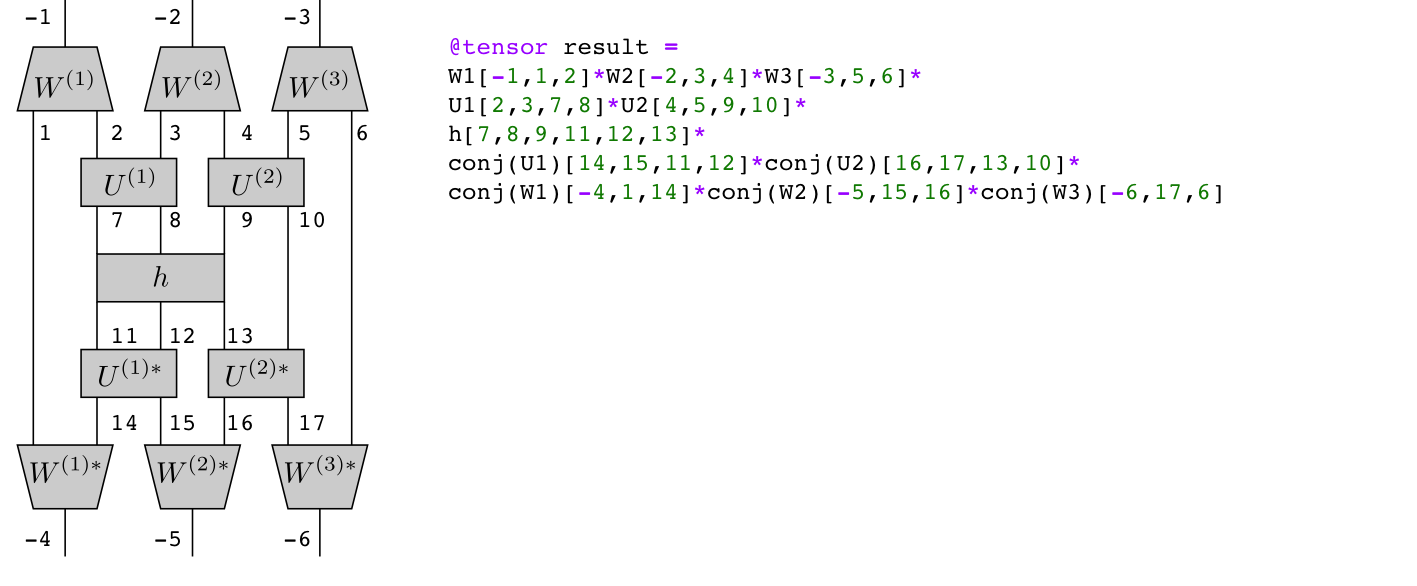 -1 -2 -3
W(1) W(2) W(3)
1 2 3 4 5 6
U(1) U(2)
7 8 9 10
h
11 12 13
U(1)* U(2)*
14 15 16 17
W(1)* W(2)* W(3)*
-4 -5 -6
@tensor result =
W1[-1,1,2]*W2[-2,3,4]*W3[-3,5,6]*
U1[2,3,7,8]*U2[4,5,9,10]*
h[7,8,9,11,12,13]*
conj(U1)[14,15,11,12]*conj(U2)[16,17,13,10]*
conj(W1)[-4,1,14]*conj(W2)[-5,15,16]*conj(W3)[-6,17,6]